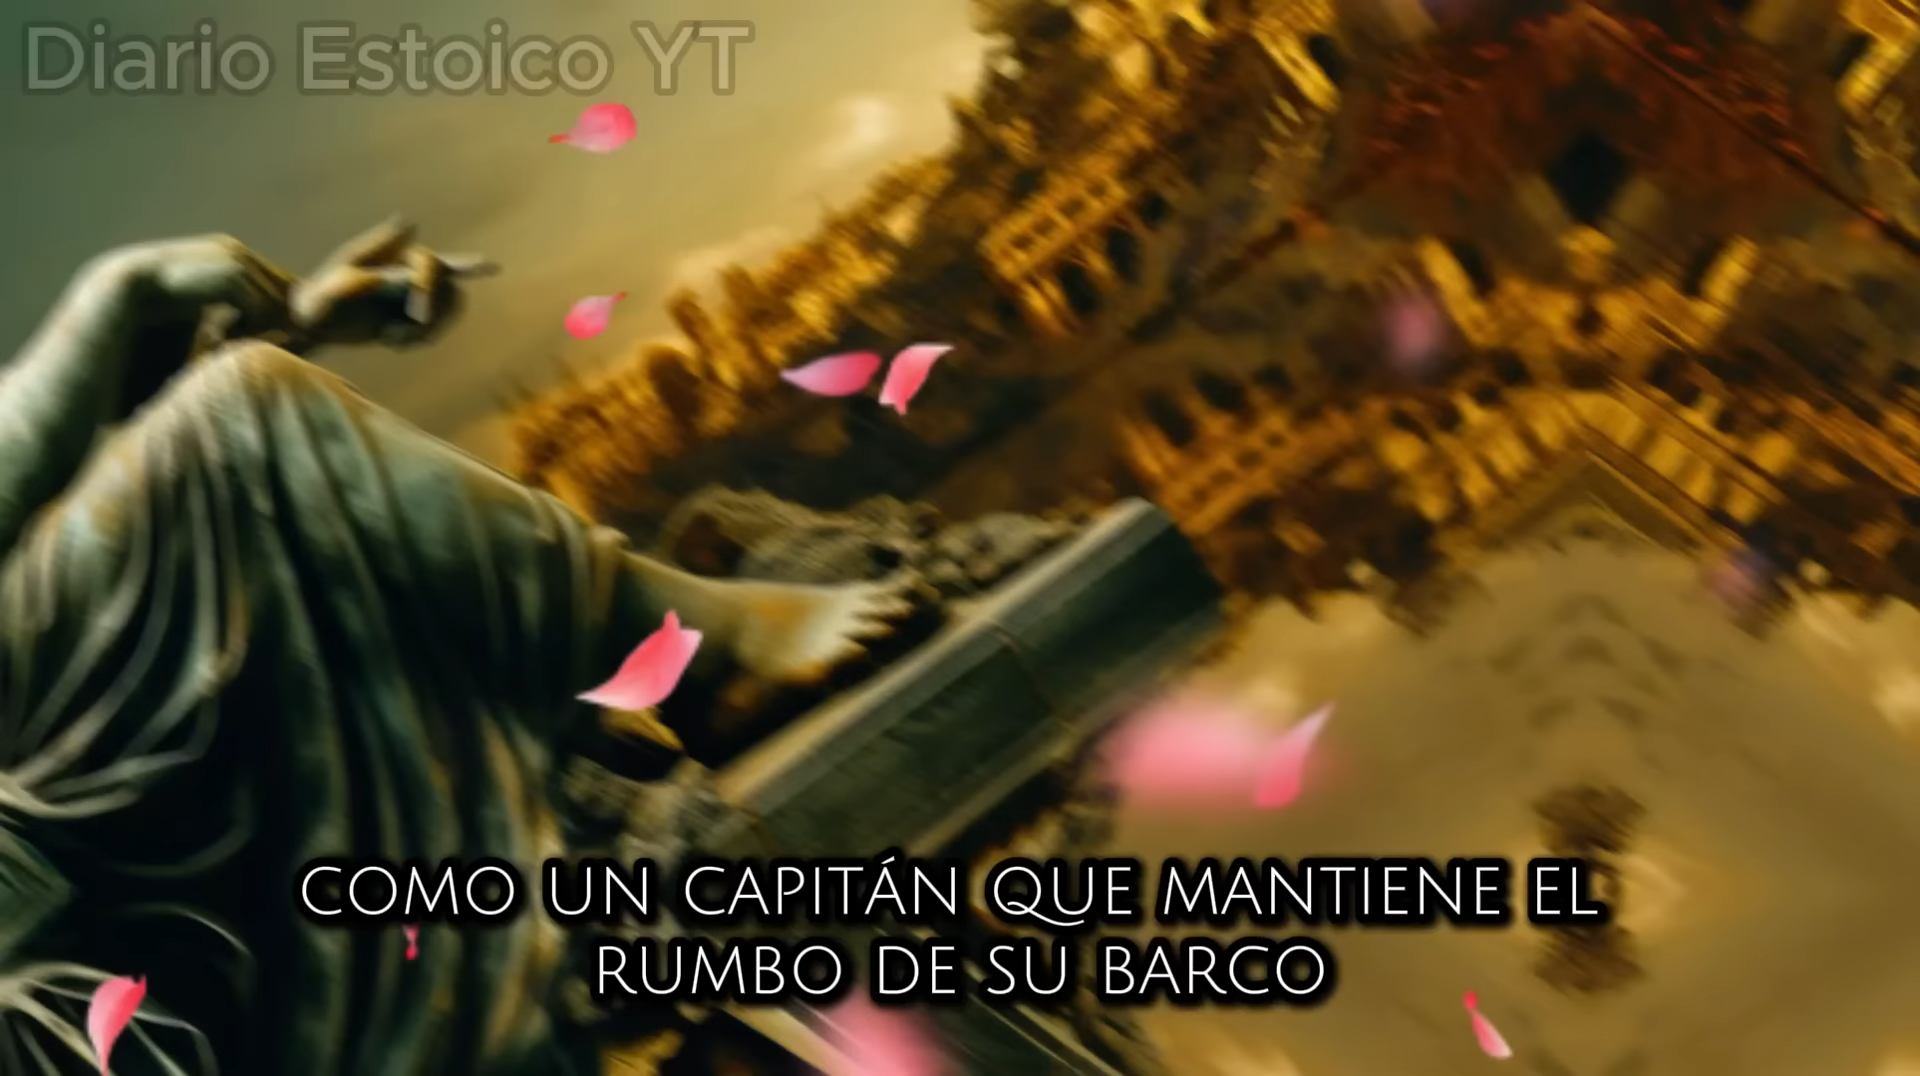 Diario Estoico YT
COMO UN CAPITÁN QUE MANTIENE EL
RUMBO DE SU BARCO